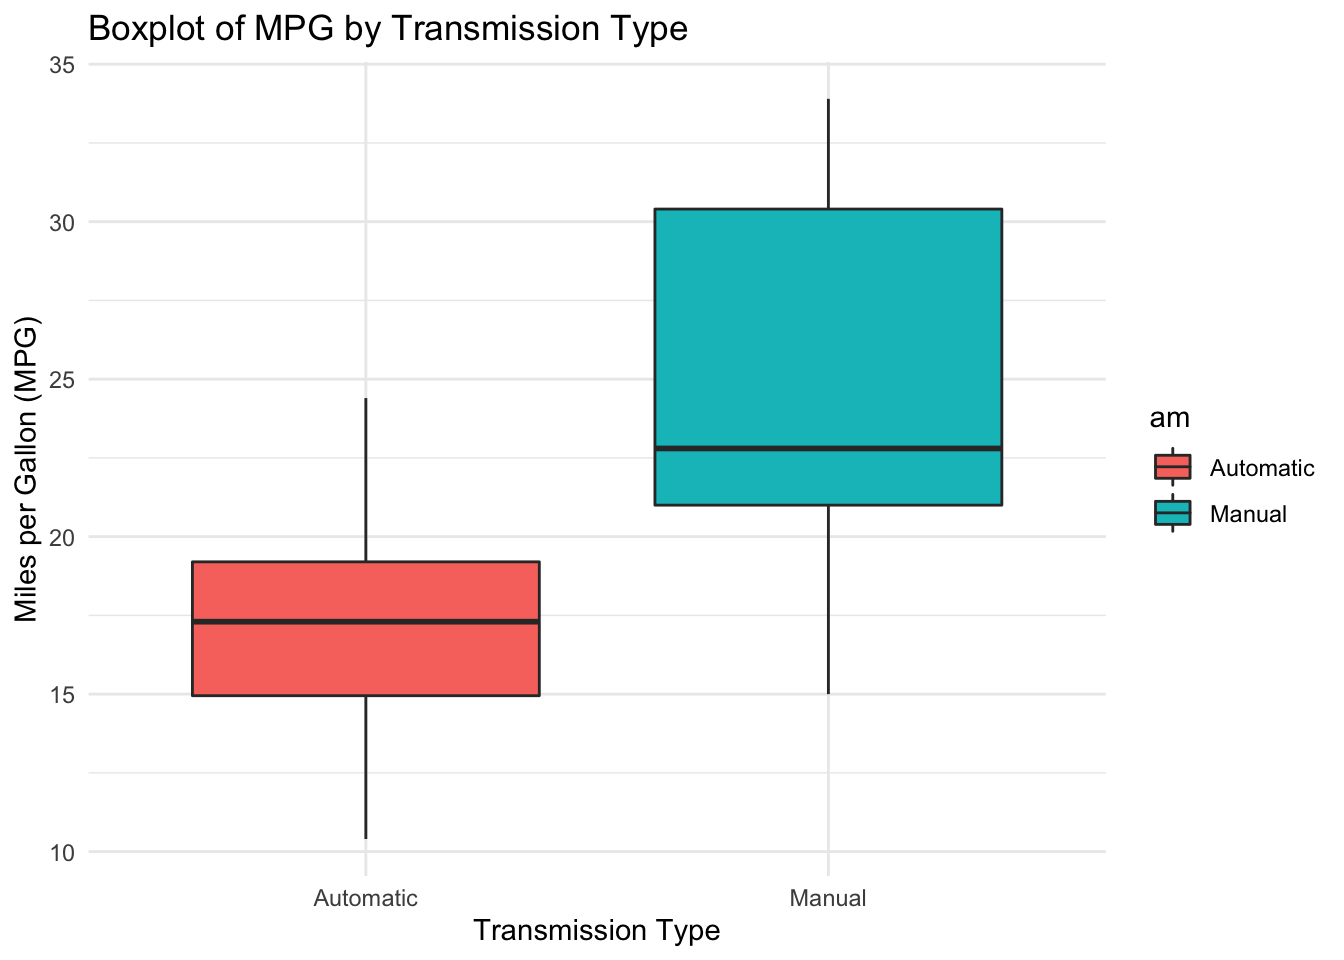 Boxplot of MPG by Transmission Type
35
30
25
20
15
10
Miles per Gallon (MPG)
Automatic
Manual
Transmission Type
am
Automatic
Manual